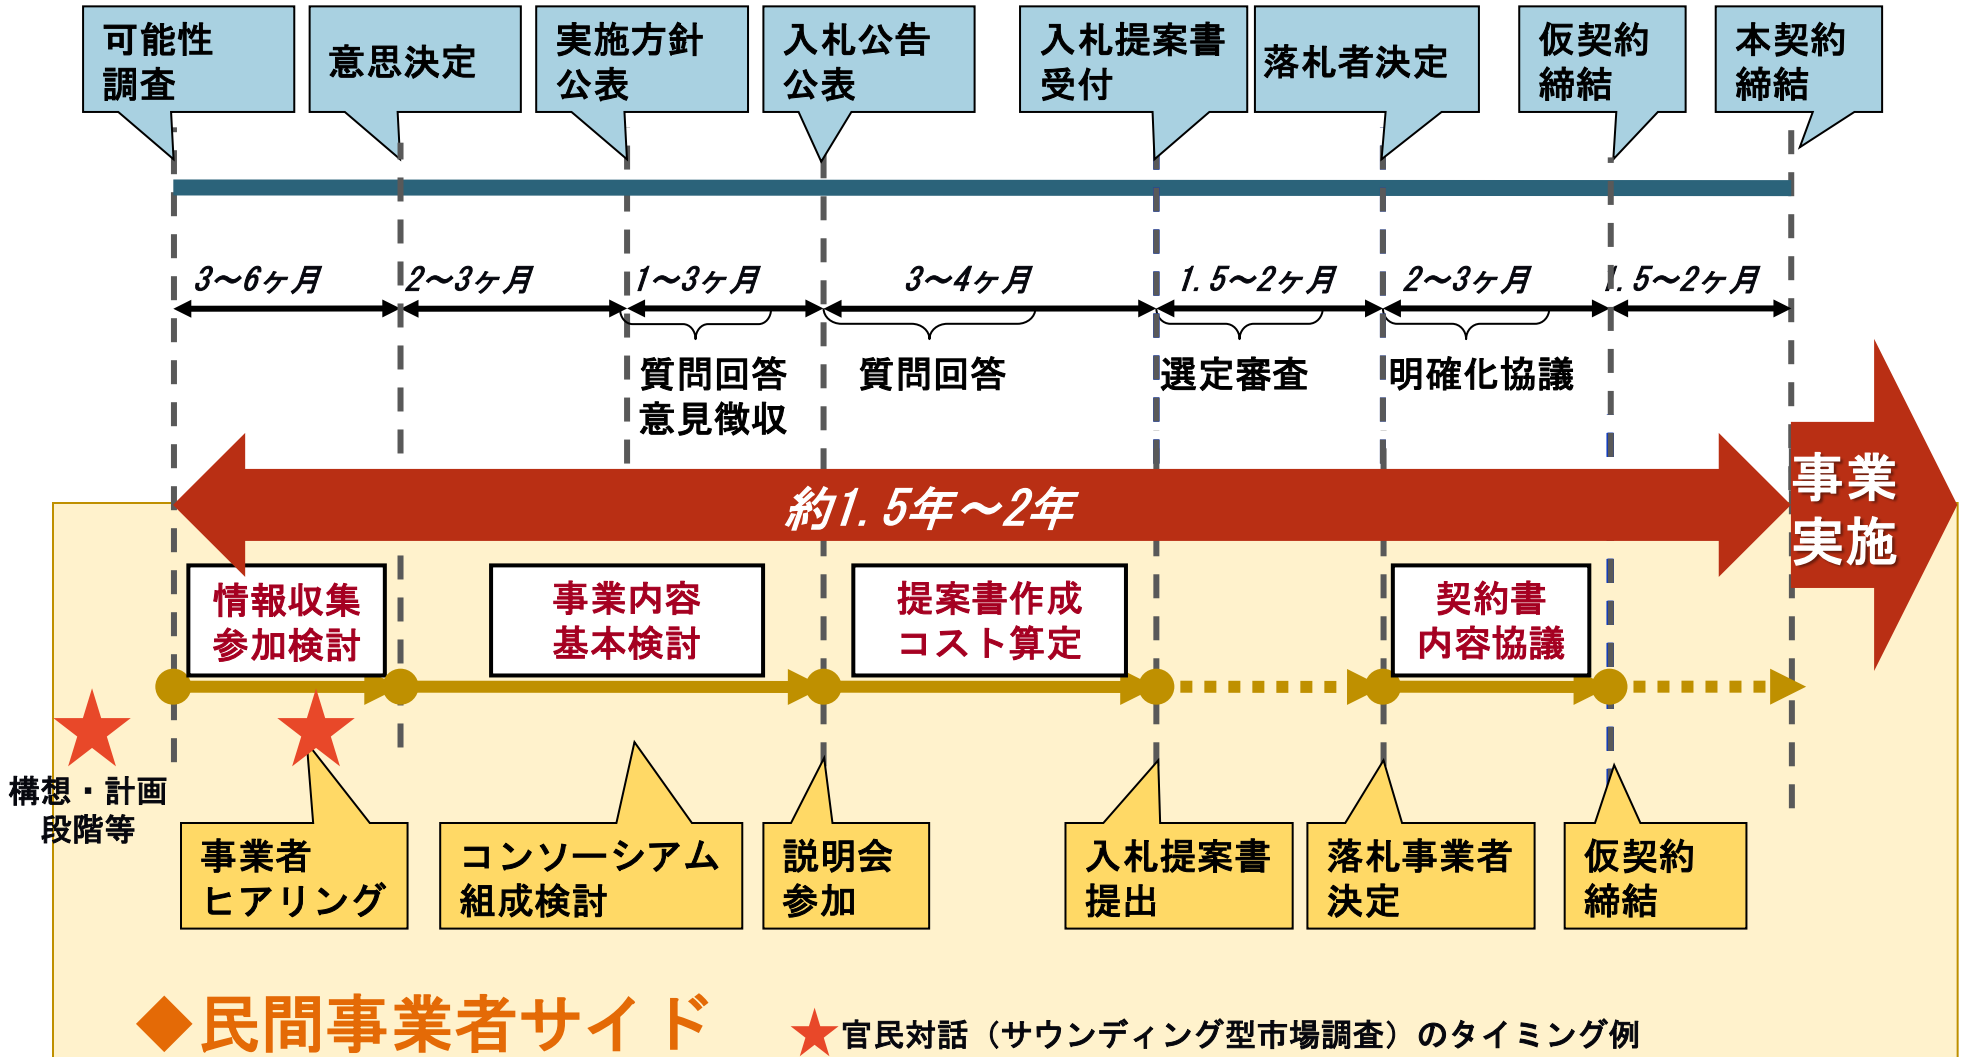 可能性
調査
意思決定
実施方針
公表
入札公告
公表
入札提案書
受付
落札者決定
仮契約
締結
本契約
締結
3〜6ヶ月
2〜3ヶ月
1〜3ヶ月
3〜4ヶ月
1.5〜2ヶ月
2〜3ヶ月
1.5〜2ヶ月
質問回答
意見徴収
質問回答
選定審査
明確化協議
約1.5年〜2年
事業
実施
情報収集
参加検討
事業内容
基本検討
提案書作成
コスト算定
契約書
内容協議
構想・計画
段階等
事業者
ヒアリング
コンソーシアム
組成検討
説明会
参加
入札提案書
提出
落札事業者
決定
仮契約
締結
◆民間事業者サイド
★官民対話（サウンディング型市場調査）のタイミング例